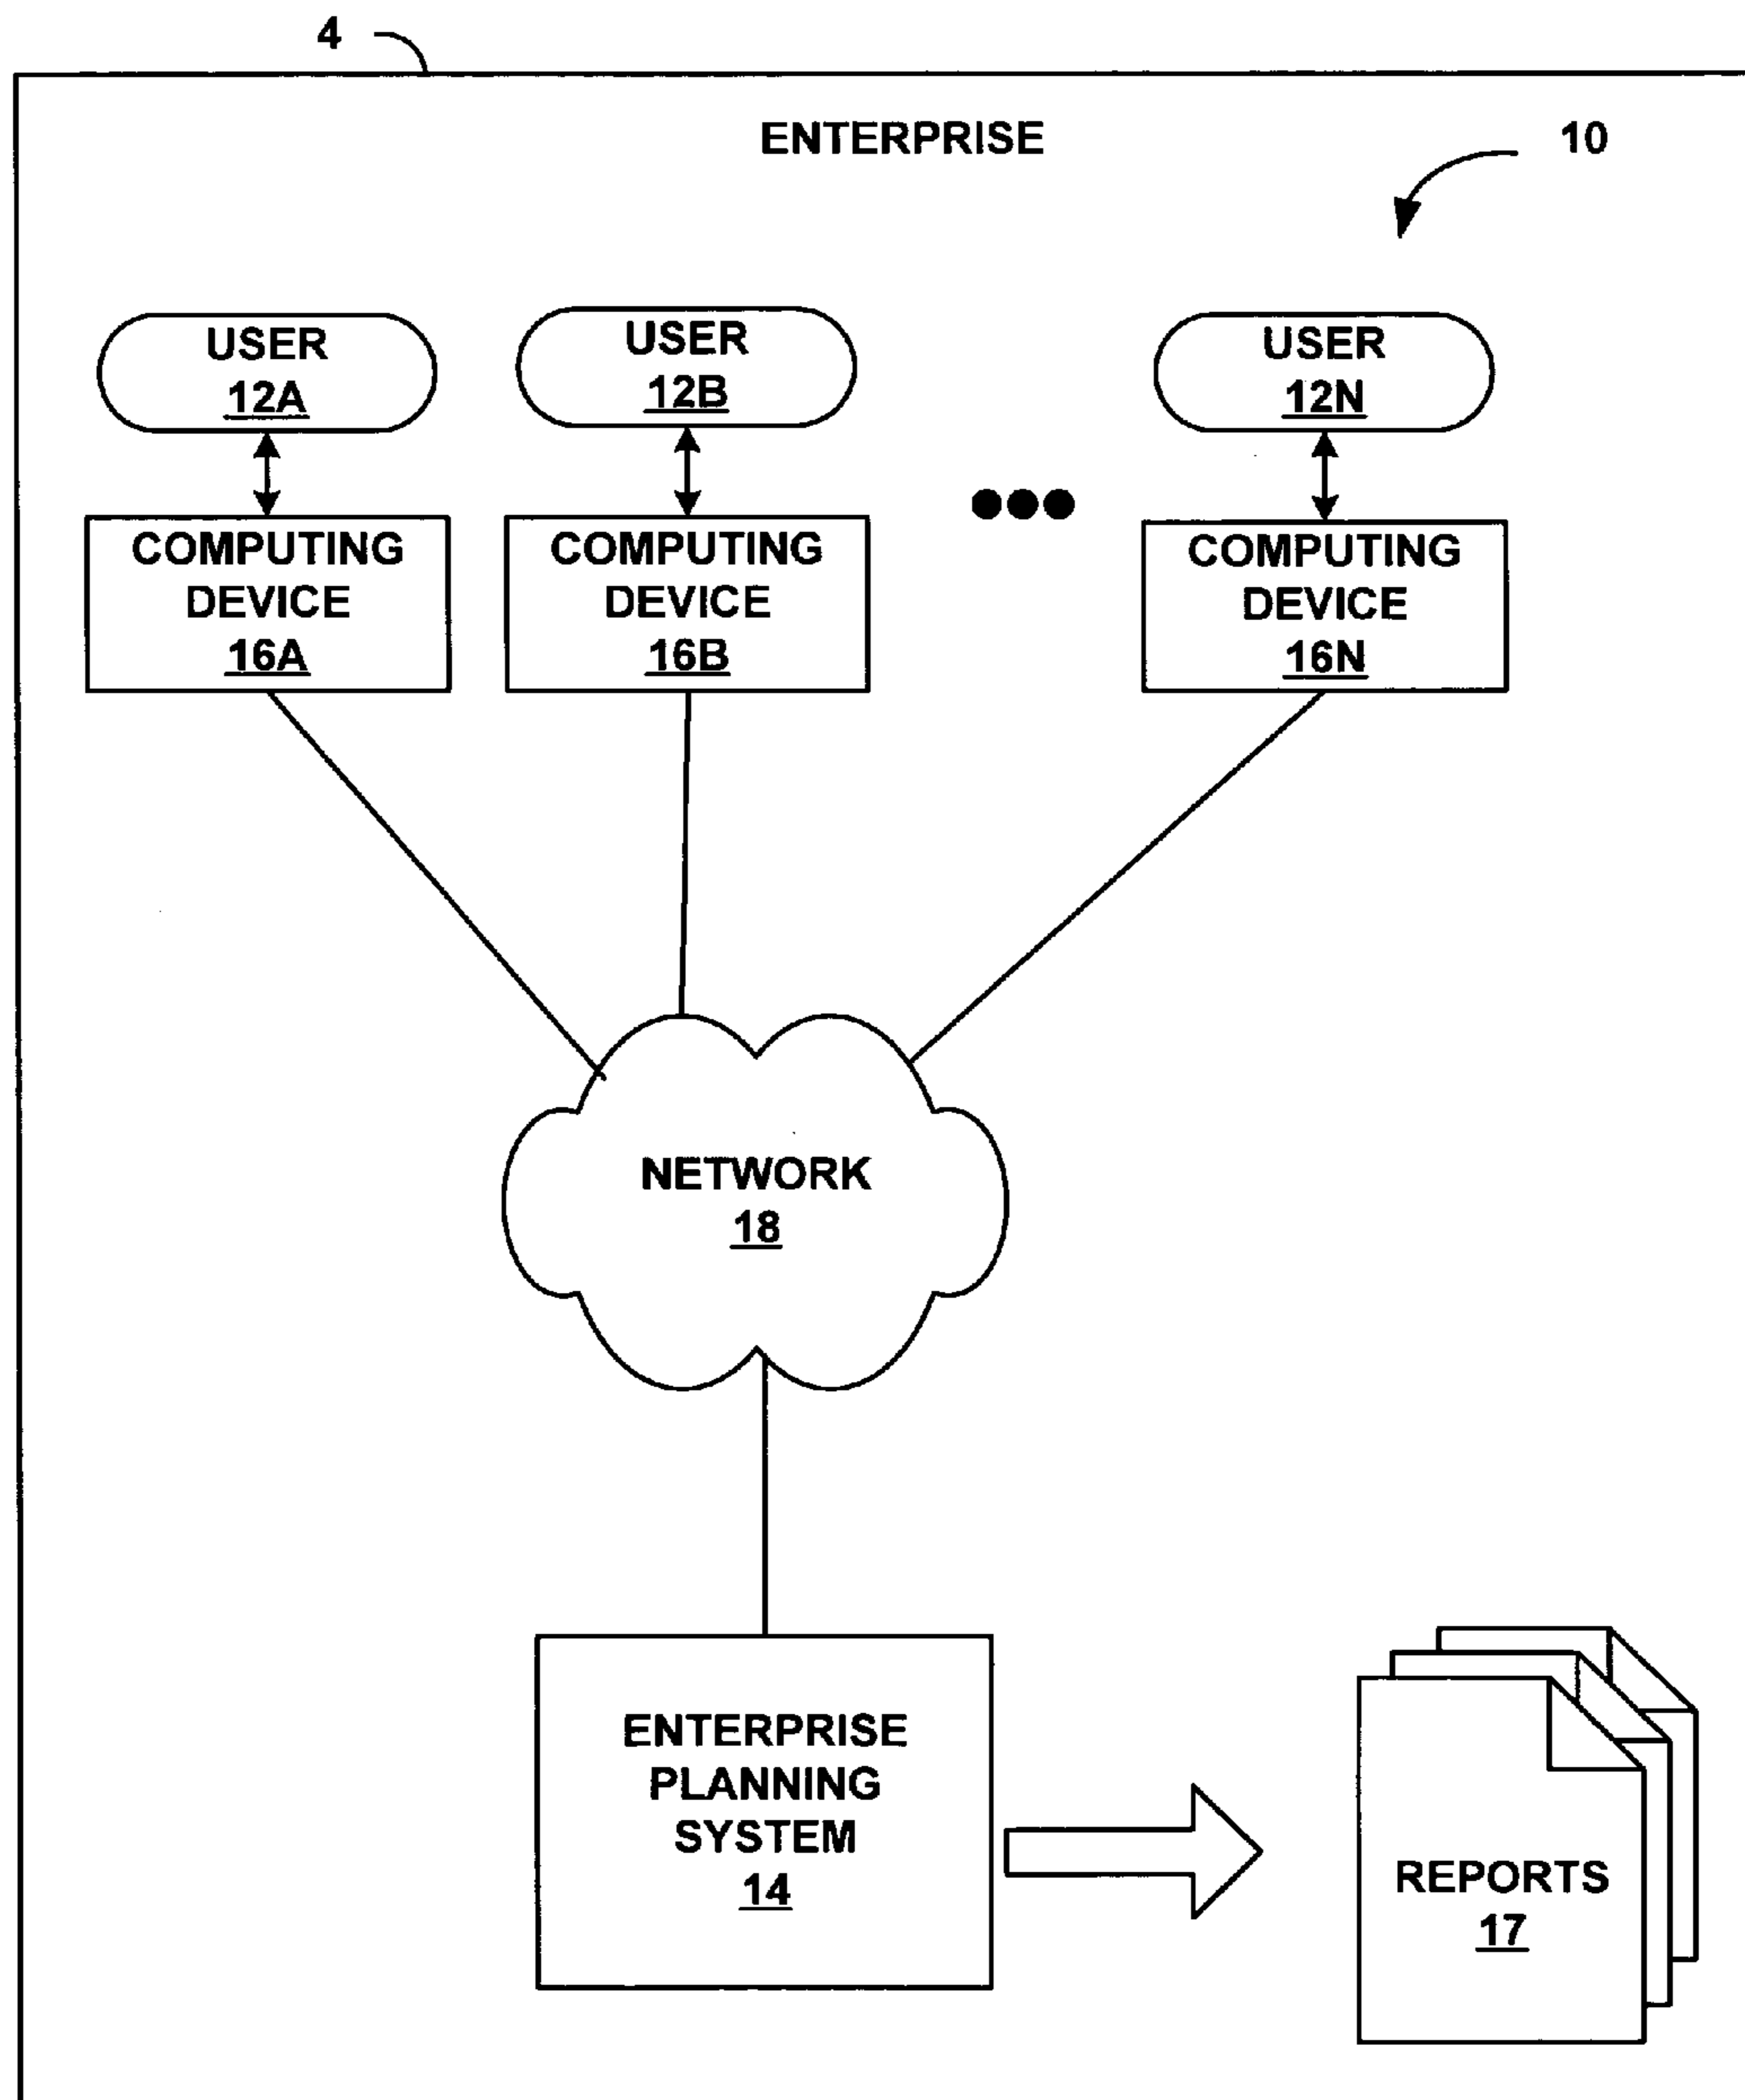 4
ENTERPRISE
10
USER
12A
USER
12B
USER
12N
COMPUTING
DEVICE
16A
COMPUTING
DEVICE
16B
COMPUTING
DEVICE
16N
NETWORK
18
ENTERPRISE
PLANNING
SYSTEM
14
REPORTS
17